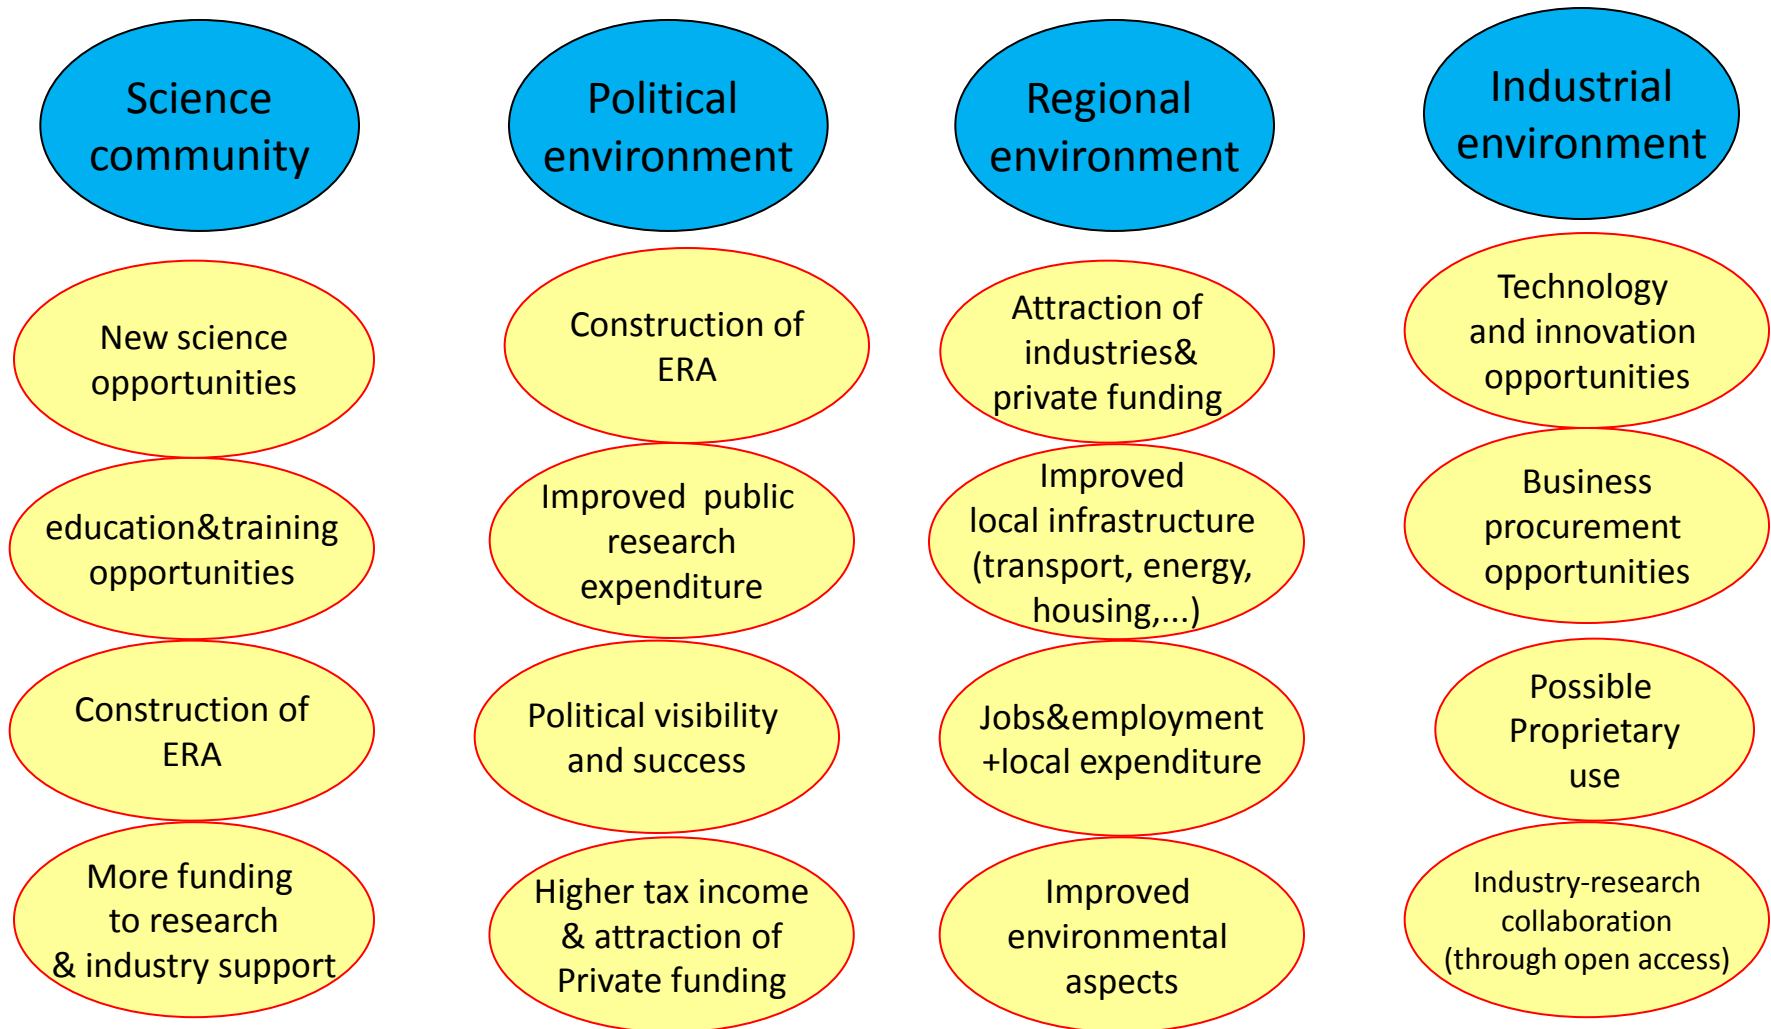 Science
community
Political
environment
Regional
environment
Industrial
environment
New science
opportunities
education&training
opportunities
Construction of
ERA
More funding
to research
& industry support
Construction of
ERA
Improved  public
research
expenditure
Political visibility
and success
Higher tax income
& attraction of
Private funding
Attraction of
industries&
private funding
Improved
local infrastructure
(transport, energy,
housing,...)
Jobs&employment
+local expenditure
Improved
environmental
aspects
Technology
and innovation
opportunities
Business
procurement
opportunities
Possible
Proprietary
use
Industry-research
collaboration
(through open access)